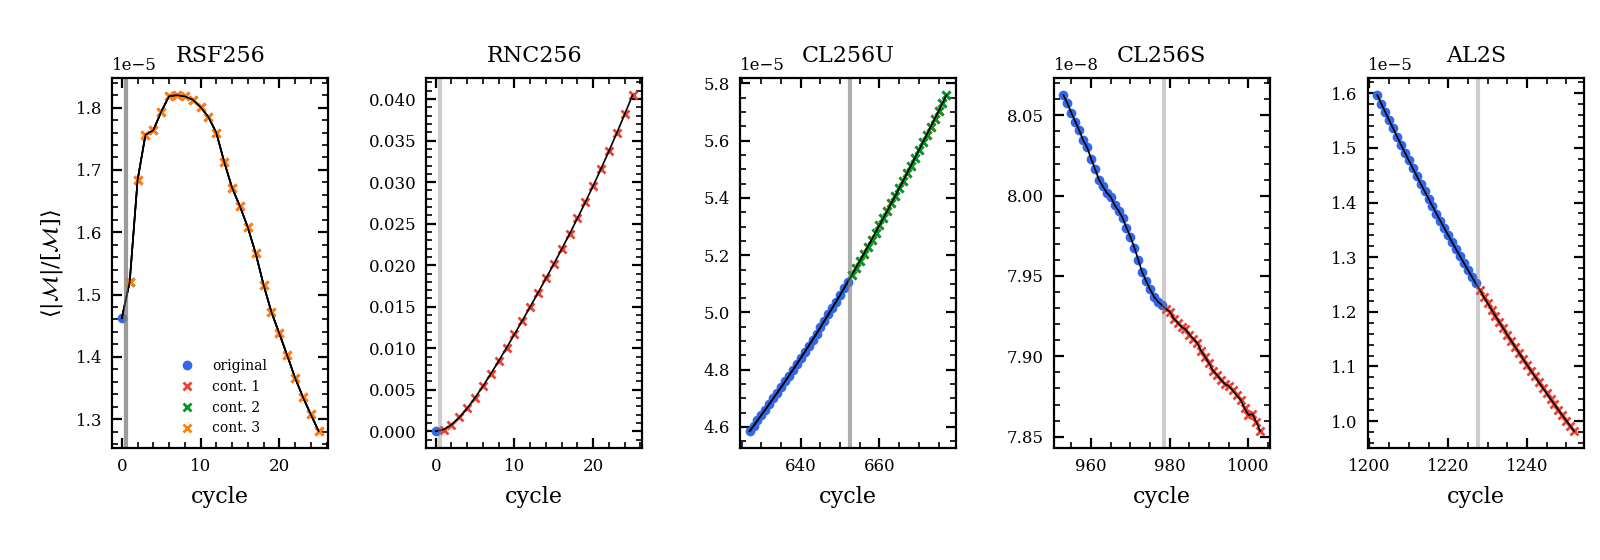 RSF256
1e−5
⟨|ℳ|/[ℳ]⟩
1.8
1.7
1.6
1.5
1.4
1.3
original
cont. 1
cont. 2
cont. 3
0 10 20
cycle
RNC256
0.040
0.035
0.030
0.025
0.020
0.015
0.010
0.005
0.000
0 10 20
cycle
CL256U
1e−5
5.8
5.6
5.4
5.2
5.0
4.8
4.6
640 660
cycle
CL256S
1e−8
8.05
8.00
7.95
7.90
7.85
960 980 1000
cycle
AL2S
1e−5
1.6
1.5
1.4
1.3
1.2
1.1
1.0
1200 1220 1240
cycle